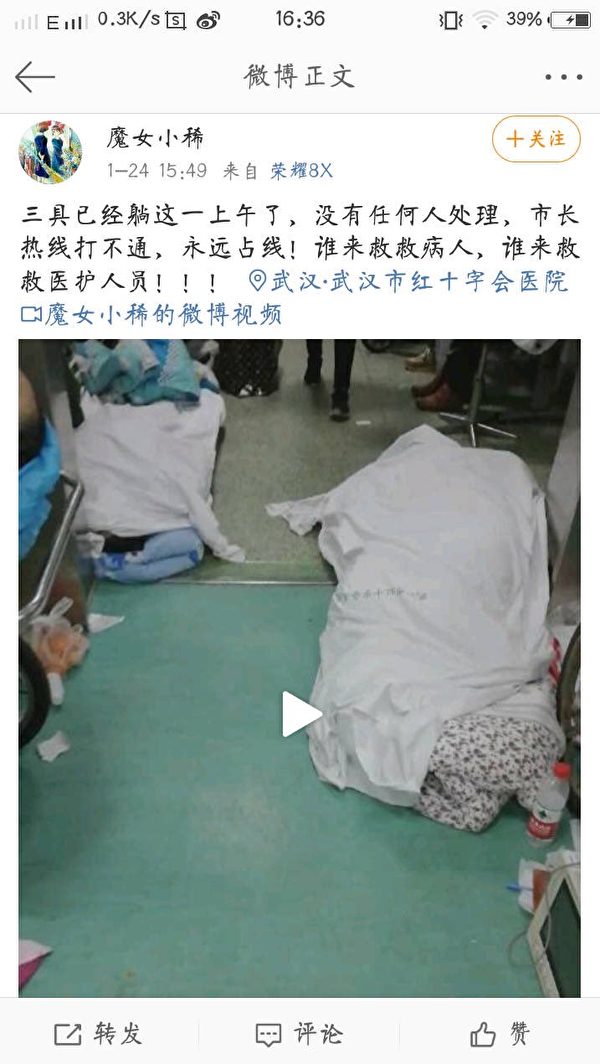 E 0.3K/s 16:36 39%
微博正文
魔女小稀
1-24 15:49 来自 荣耀8X
+关注
三具已经躺这一上午了，没有任何人处理，市长
热线打不通，永远占线！谁来救救病人，谁来救
救医护人员！！！ 武汉·武汉市红十字会医院
魔女小稀的微博视频
转发 评论 赞